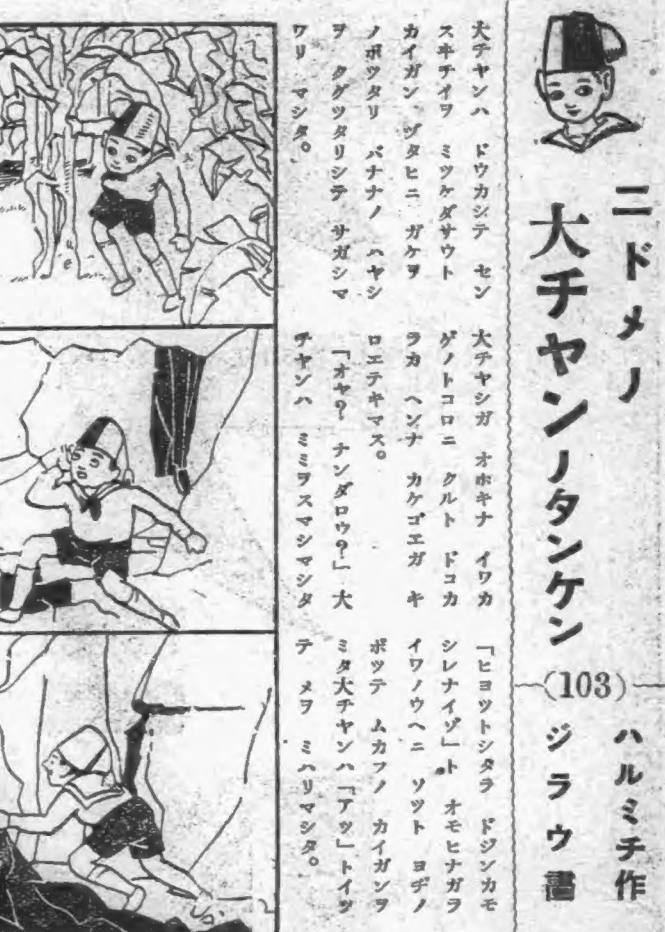 二ドメノ
大チヤンノタンケン
(103)
ハルミチ作
ジラウ畫
大チヤンハ ドウカシテ セン
スキチイヲ ミツケダサウト
カイガン ヅタヒニ ガケヲ
ノボツタリ バナナノ ハヤシ
ヲ クグツタリシテ サガシマ
ワリ マシタ。
大チヤンガ オホキナ イワカ
ゲノトコロニ クルト ドコカ
ラカ ヘンナ カケゴエガ キ
ロエテキマス。
「オヤ? ナンダロウ?」大
チヤンハ ミミヲスマシマシタ
「ヒヨツトシタラ ドジンカモ
シレナイゾ」ト オモヒナガラ
イワノウヘニ ソツト ヨヂノ
ボツテ ムカフノ カイガンヲ
ミタ大チヤンハ「アツ」トイツ
テ メヲ ミハリマシタ。